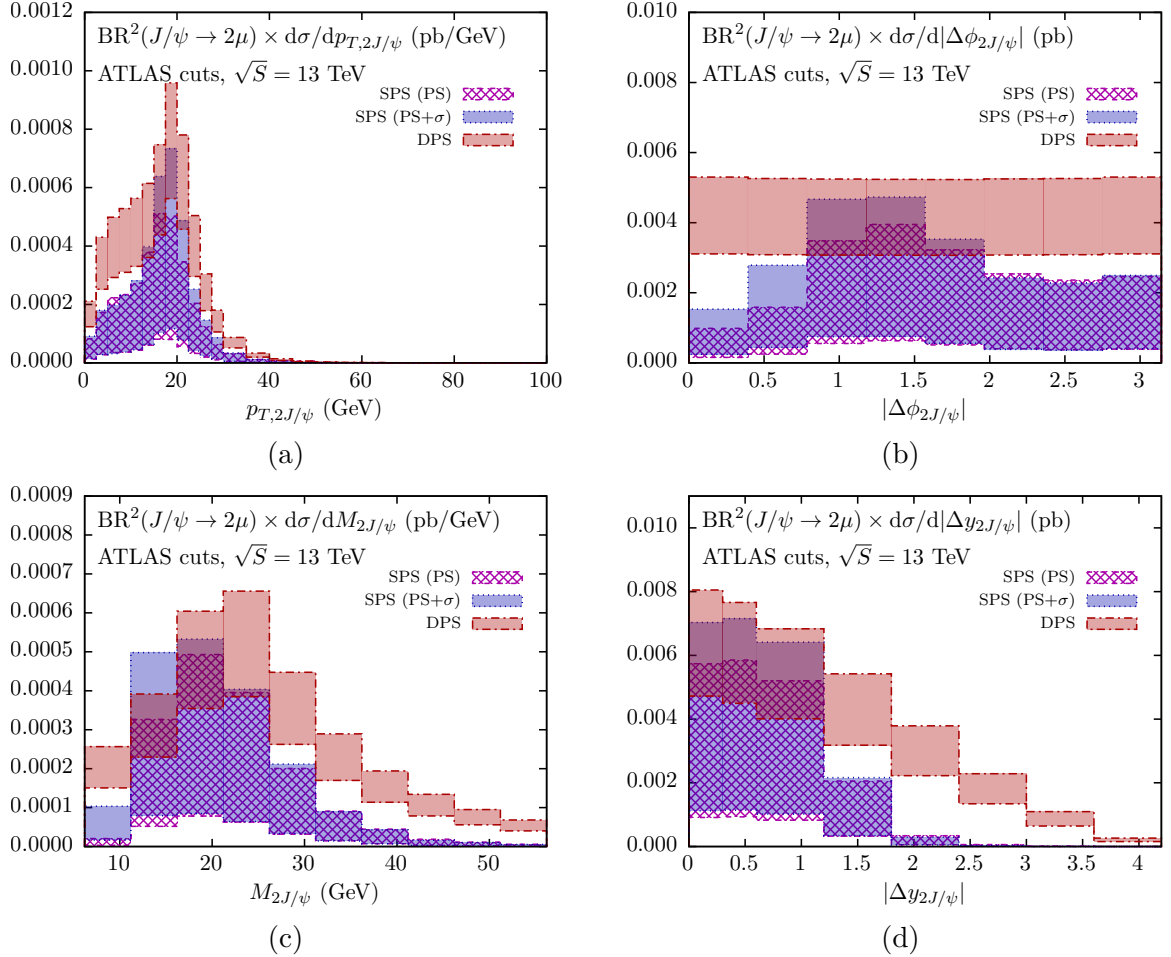 BR²(J/ψ → 2μ) × dσ/dp_{T,2J/ψ} (pb/GeV)
ATLAS cuts, √S = 13 TeV
SPS (PS)
SPS (PS+σ)
DPS
0.0012
0.0010
0.0008
0.0006
0.0004
0.0002
0.0000
0 20 40 60 80 100
p_{T,2J/ψ} (GeV)
(a)
BR²(J/ψ → 2μ) × dσ/d|Δϕ_{2J/ψ}| (pb)
ATLAS cuts, √S = 13 TeV
SPS (PS)
SPS (PS+σ)
DPS
0.010
0.008
0.006
0.004
0.002
0.000
0 0.5 1 1.5 2 2.5 3
|Δϕ_{2J/ψ}|
(b)
BR²(J/ψ → 2μ) × dσ/dM_{2J/ψ} (pb/GeV)
ATLAS cuts, √S = 13 TeV
SPS (PS)
SPS (PS+σ)
DPS
0.0009
0.0008
0.0007
0.0006
0.0005
0.0004
0.0003
0.0002
0.0001
0.0000
10 20 30 40 50
M_{2J/ψ} (GeV)
(c)
BR²(J/ψ → 2μ) × dσ/d|Δy_{2J/ψ}| (pb)
ATLAS cuts, √S = 13 TeV
SPS (PS)
SPS (PS+σ)
DPS
0.010
0.008
0.006
0.004
0.002
0.000
0 0.5 1 1.5 2 2.5 3 3.5 4
|Δy_{2J/ψ}|
(d)